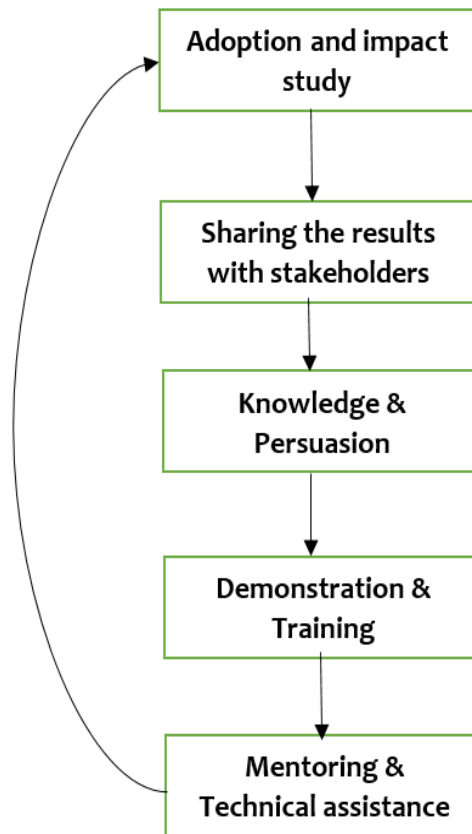 Adoption and impact
study
Sharing the results
with stakeholders
Knowledge &
Persuasion
Demonstration &
Training
Mentoring &
Technical assistance